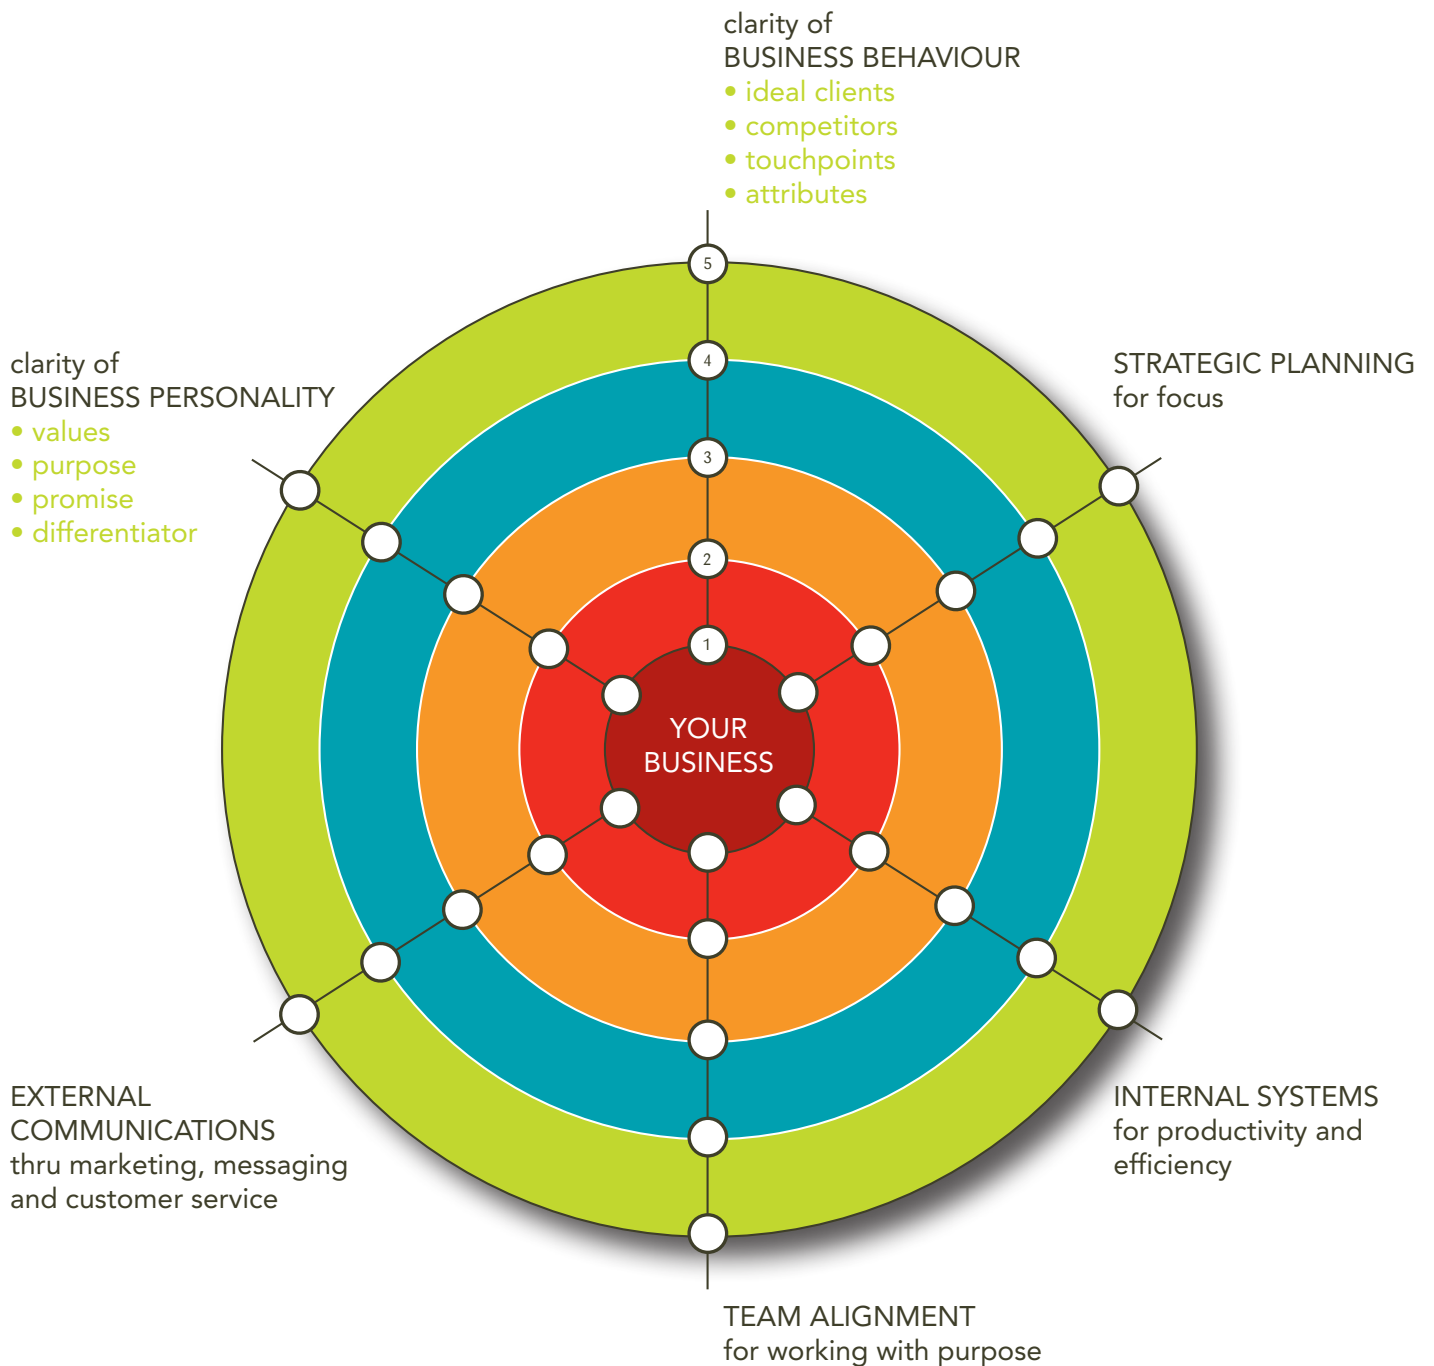 clarity of
BUSINESS BEHAVIOUR
• ideal clients
• competitors
• touchpoints
• attributes
clarity of
BUSINESS PERSONALITY
• values
• purpose
• promise
• differentiator
STRATEGIC PLANNING
for focus
5
4
3
2
1
YOUR
BUSINESS
EXTERNAL
COMMUNICATIONS
thru marketing, messaging
and customer service
INTERNAL SYSTEMS
for productivity and
efficiency
TEAM ALIGNMENT
for working with purpose